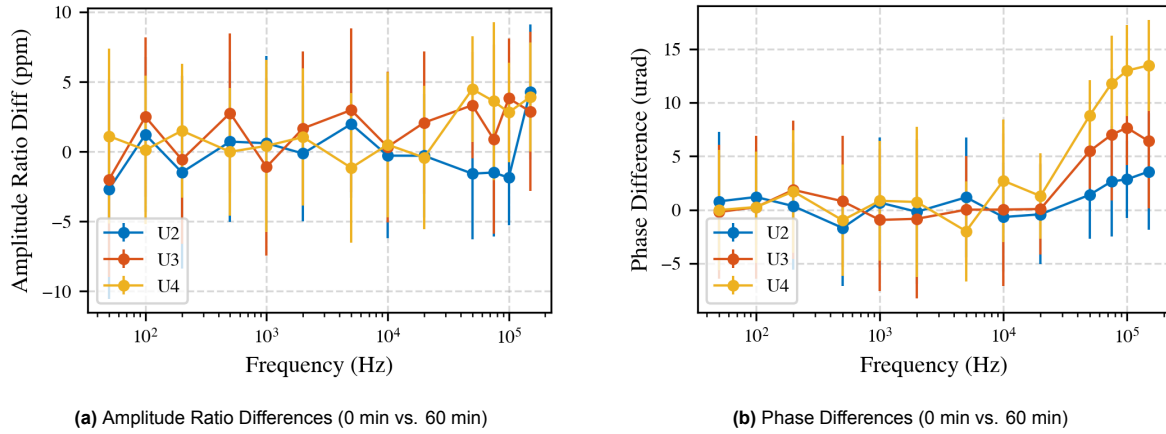 Amplitude Ratio Diff (ppm)
10
5
0
−5
−10
U2
U3
U4
10² 10³ 10⁴ 10⁵
Frequency (Hz)
(a) Amplitude Ratio Differences (0 min vs. 60 min)
Phase Difference (urad)
15
10
5
0
−5
U2
U3
U4
10² 10³ 10⁴ 10⁵
Frequency (Hz)
(b) Phase Differences (0 min vs. 60 min)